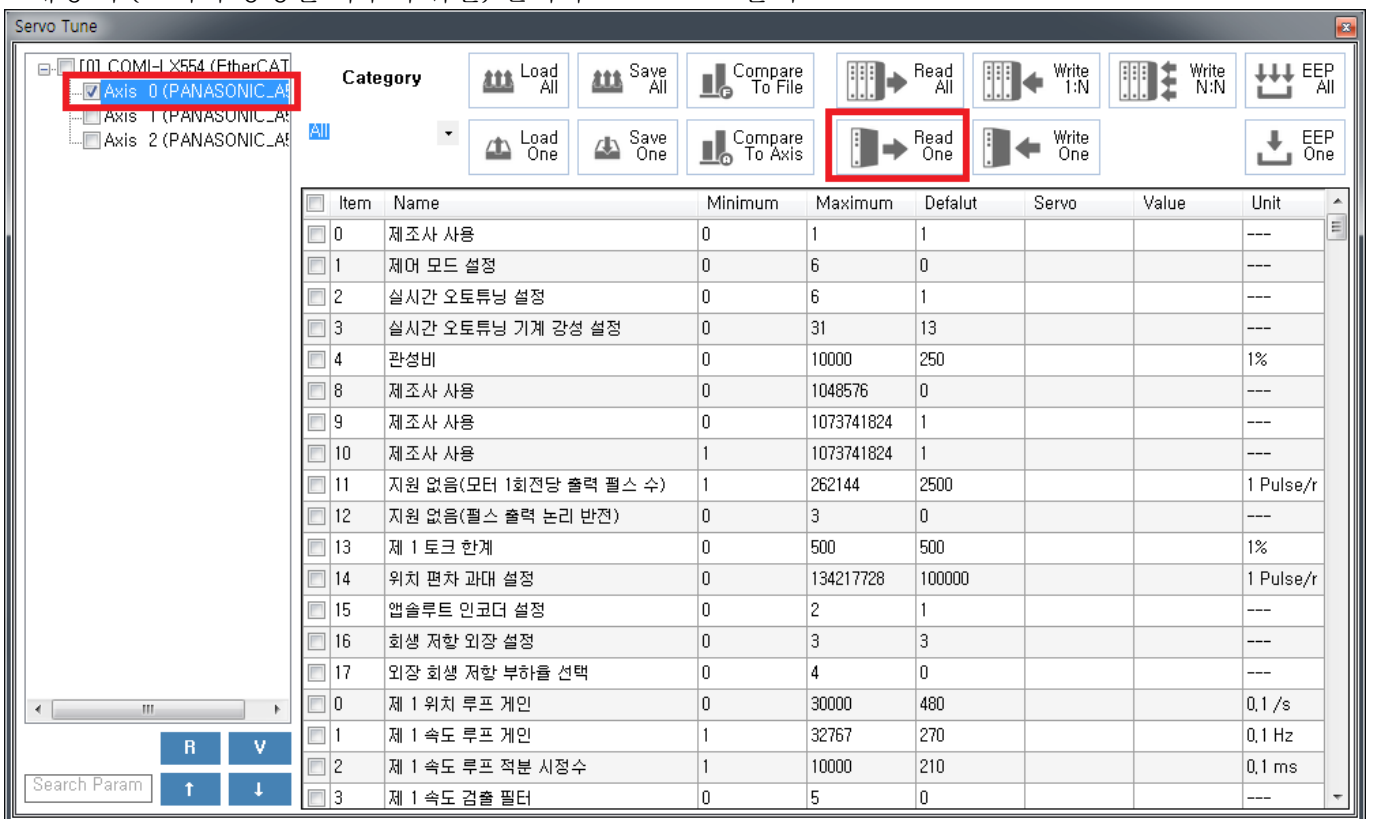 Servo Tune
[0] COMI-LX554 (EtherCAT
Axis 0 (PANASONIC_A5
Axis 1 (PANASONIC_A5
Axis 2 (PANASONIC_A5
Category
All
Load All
Save All
Compare To File
Read All
Write 1:N
Write N:N
EEP All
Load One
Save One
Compare To Axis
Read One
Write One
EEP One
Item Name Minimum Maximum Defalut Servo Value Unit
0 제조사 사용 0 1 1 ---
1 제어 모드 설정 0 6 0 ---
2 실시간 오토튜닝 설정 0 6 1 ---
3 실시간 오토튜닝 기계 강성 설정 0 31 13 ---
4 관성비 0 10000 250 1%
8 제조사 사용 0 1048576 0 ---
9 제조사 사용 0 1073741824 1 ---
10 제조사 사용 1 1073741824 1 ---
11 지원 없음(모터 1회전당 출력 펄스 수) 1 262144 2500 1 Pulse/r
12 지원 없음(펄스 출력 논리 반전) 0 3 0 ---
13 제 1 토크 한계 0 500 500 1%
14 위치 편차 과대 설정 0 134217728 100000 1 Pulse/r
15 앱솔루트 인코더 설정 0 2 1 ---
16 회생 저항 외장 설정 0 3 3 ---
17 외장 회생 저항 부하율 선택 0 4 0 ---
0 제 1 위치 루프 게인 0 30000 480 0,1 /s
1 제 1 속도 루프 게인 1 32767 270 0,1 Hz
2 제 1 속도 루프 적분 시정수 1 10000 210 0,1 ms
3 제 1 속도 검출 필터 0 5 0 ---
R V
Search Param ↑ ↓